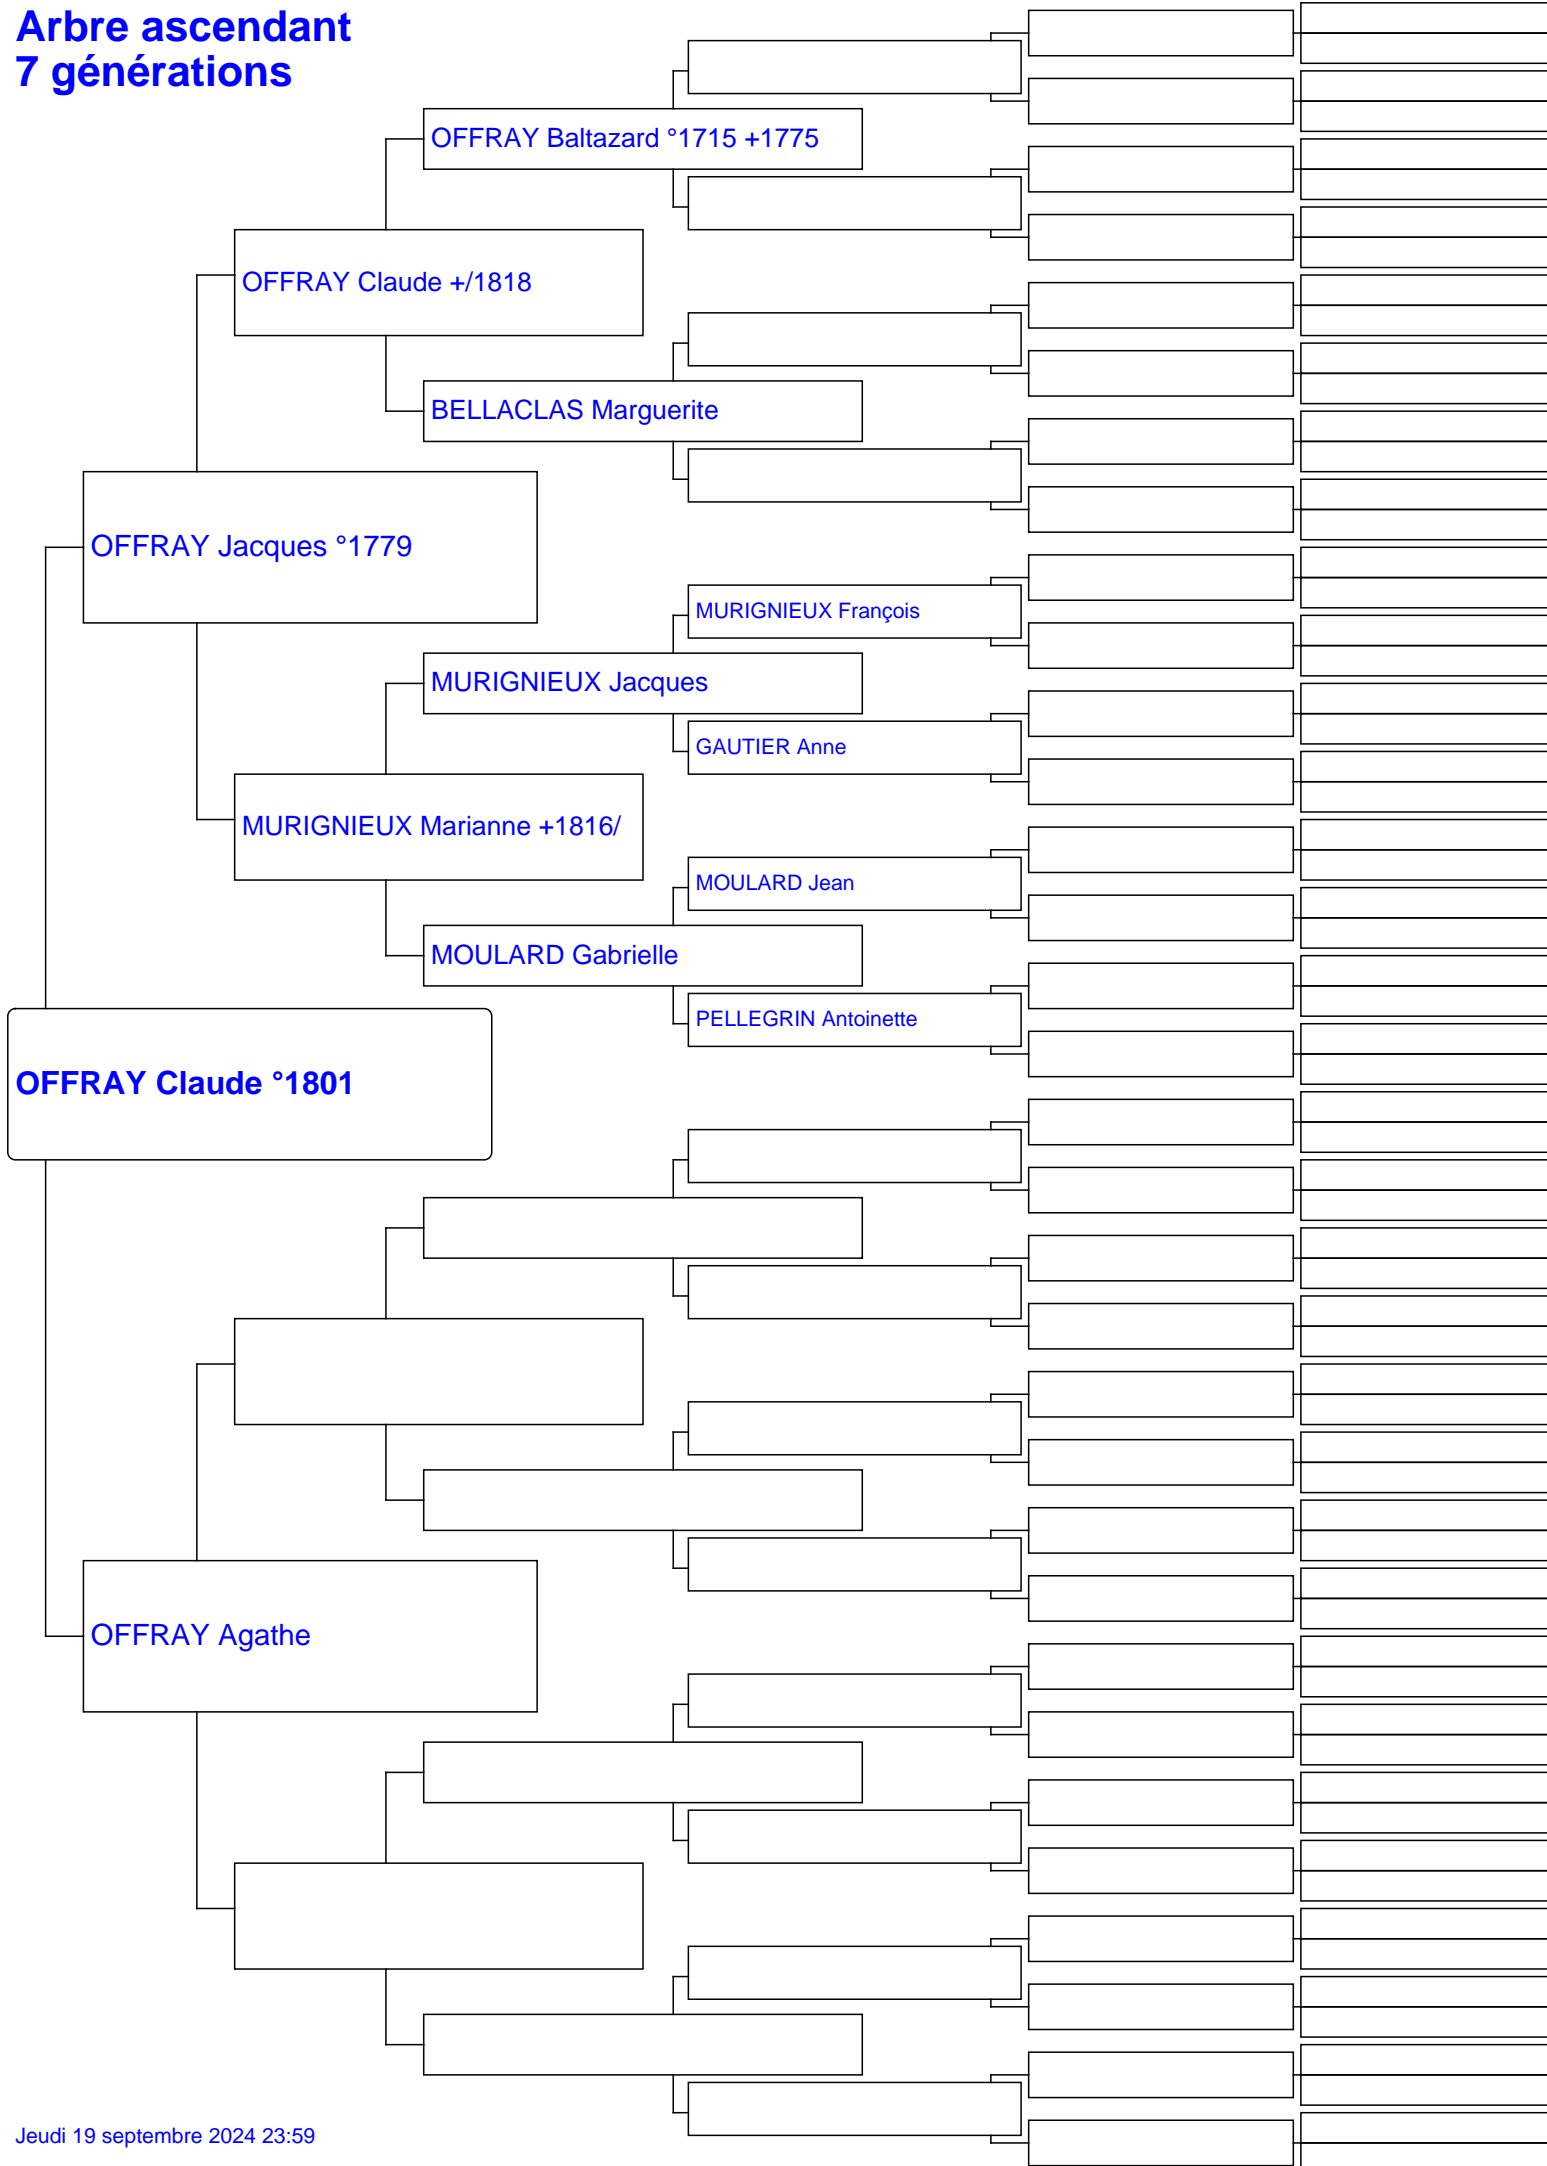 Arbre ascendant
7 générations
OFFRAY Baltazard °1715 +1775
OFFRAY Claude +/1818
BELLACLAS Marguerite
OFFRAY Jacques °1779
MURIGNIEUX François
MURIGNIEUX Jacques
GAUTIER Anne
MURIGNIEUX Marianne +1816/
MOULARD Jean
MOULARD Gabrielle
PELLEGRIN Antoinette
OFFRAY Claude °1801
OFFRAY Agathe
Jeudi 19 septembre 2024 23:59